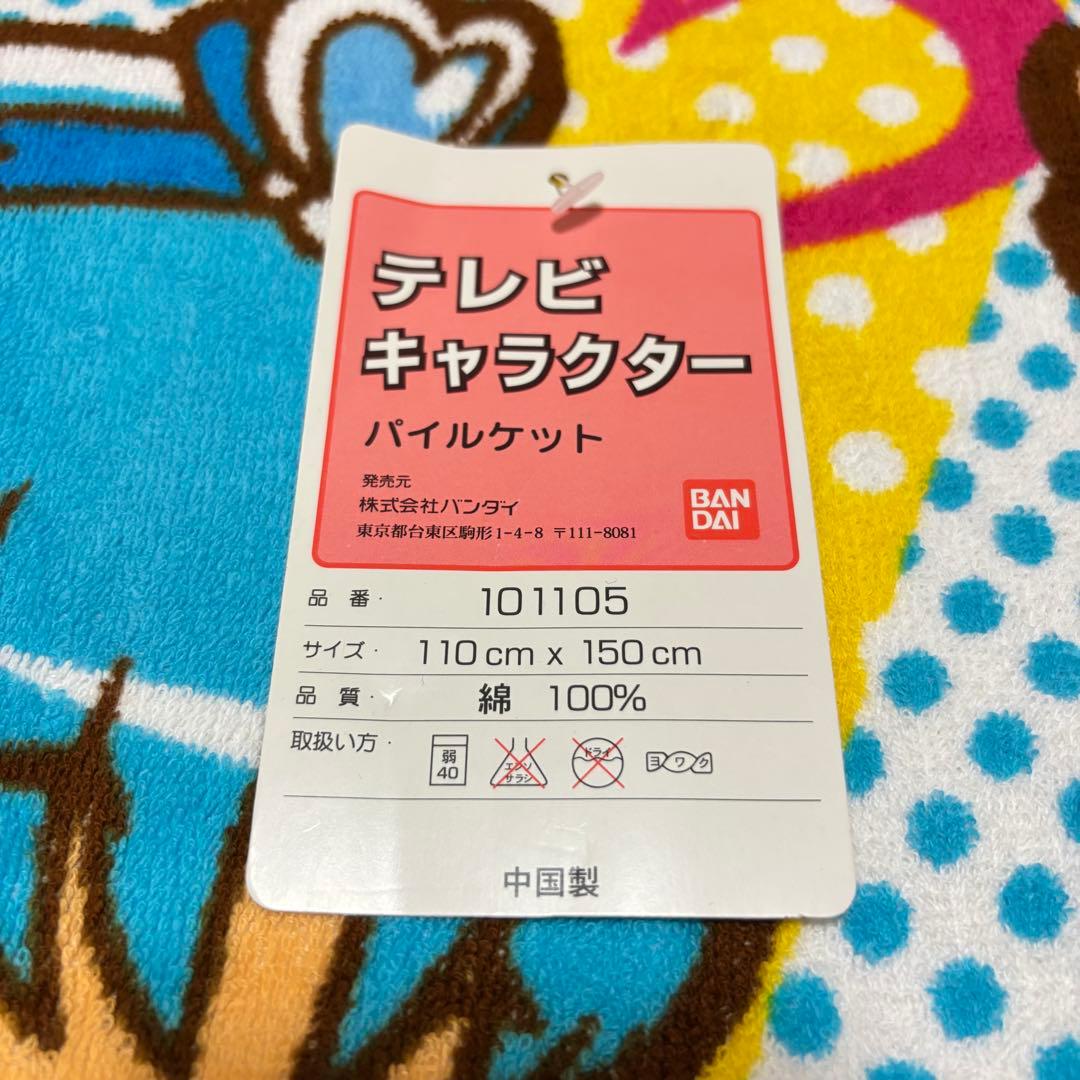 テレビ
キャラクター
パイルケット
発売元
株式会社バンダイ
東京都台東区駒形1-4-8 〒111-8081
BAN
DAI
品 番・ 101105
サイズ・ 110cm x 150cm
品 質・ 綿 100%
取扱い方・
弱
40
エンソ
サラシ
ドライ
ヨワク
中国製